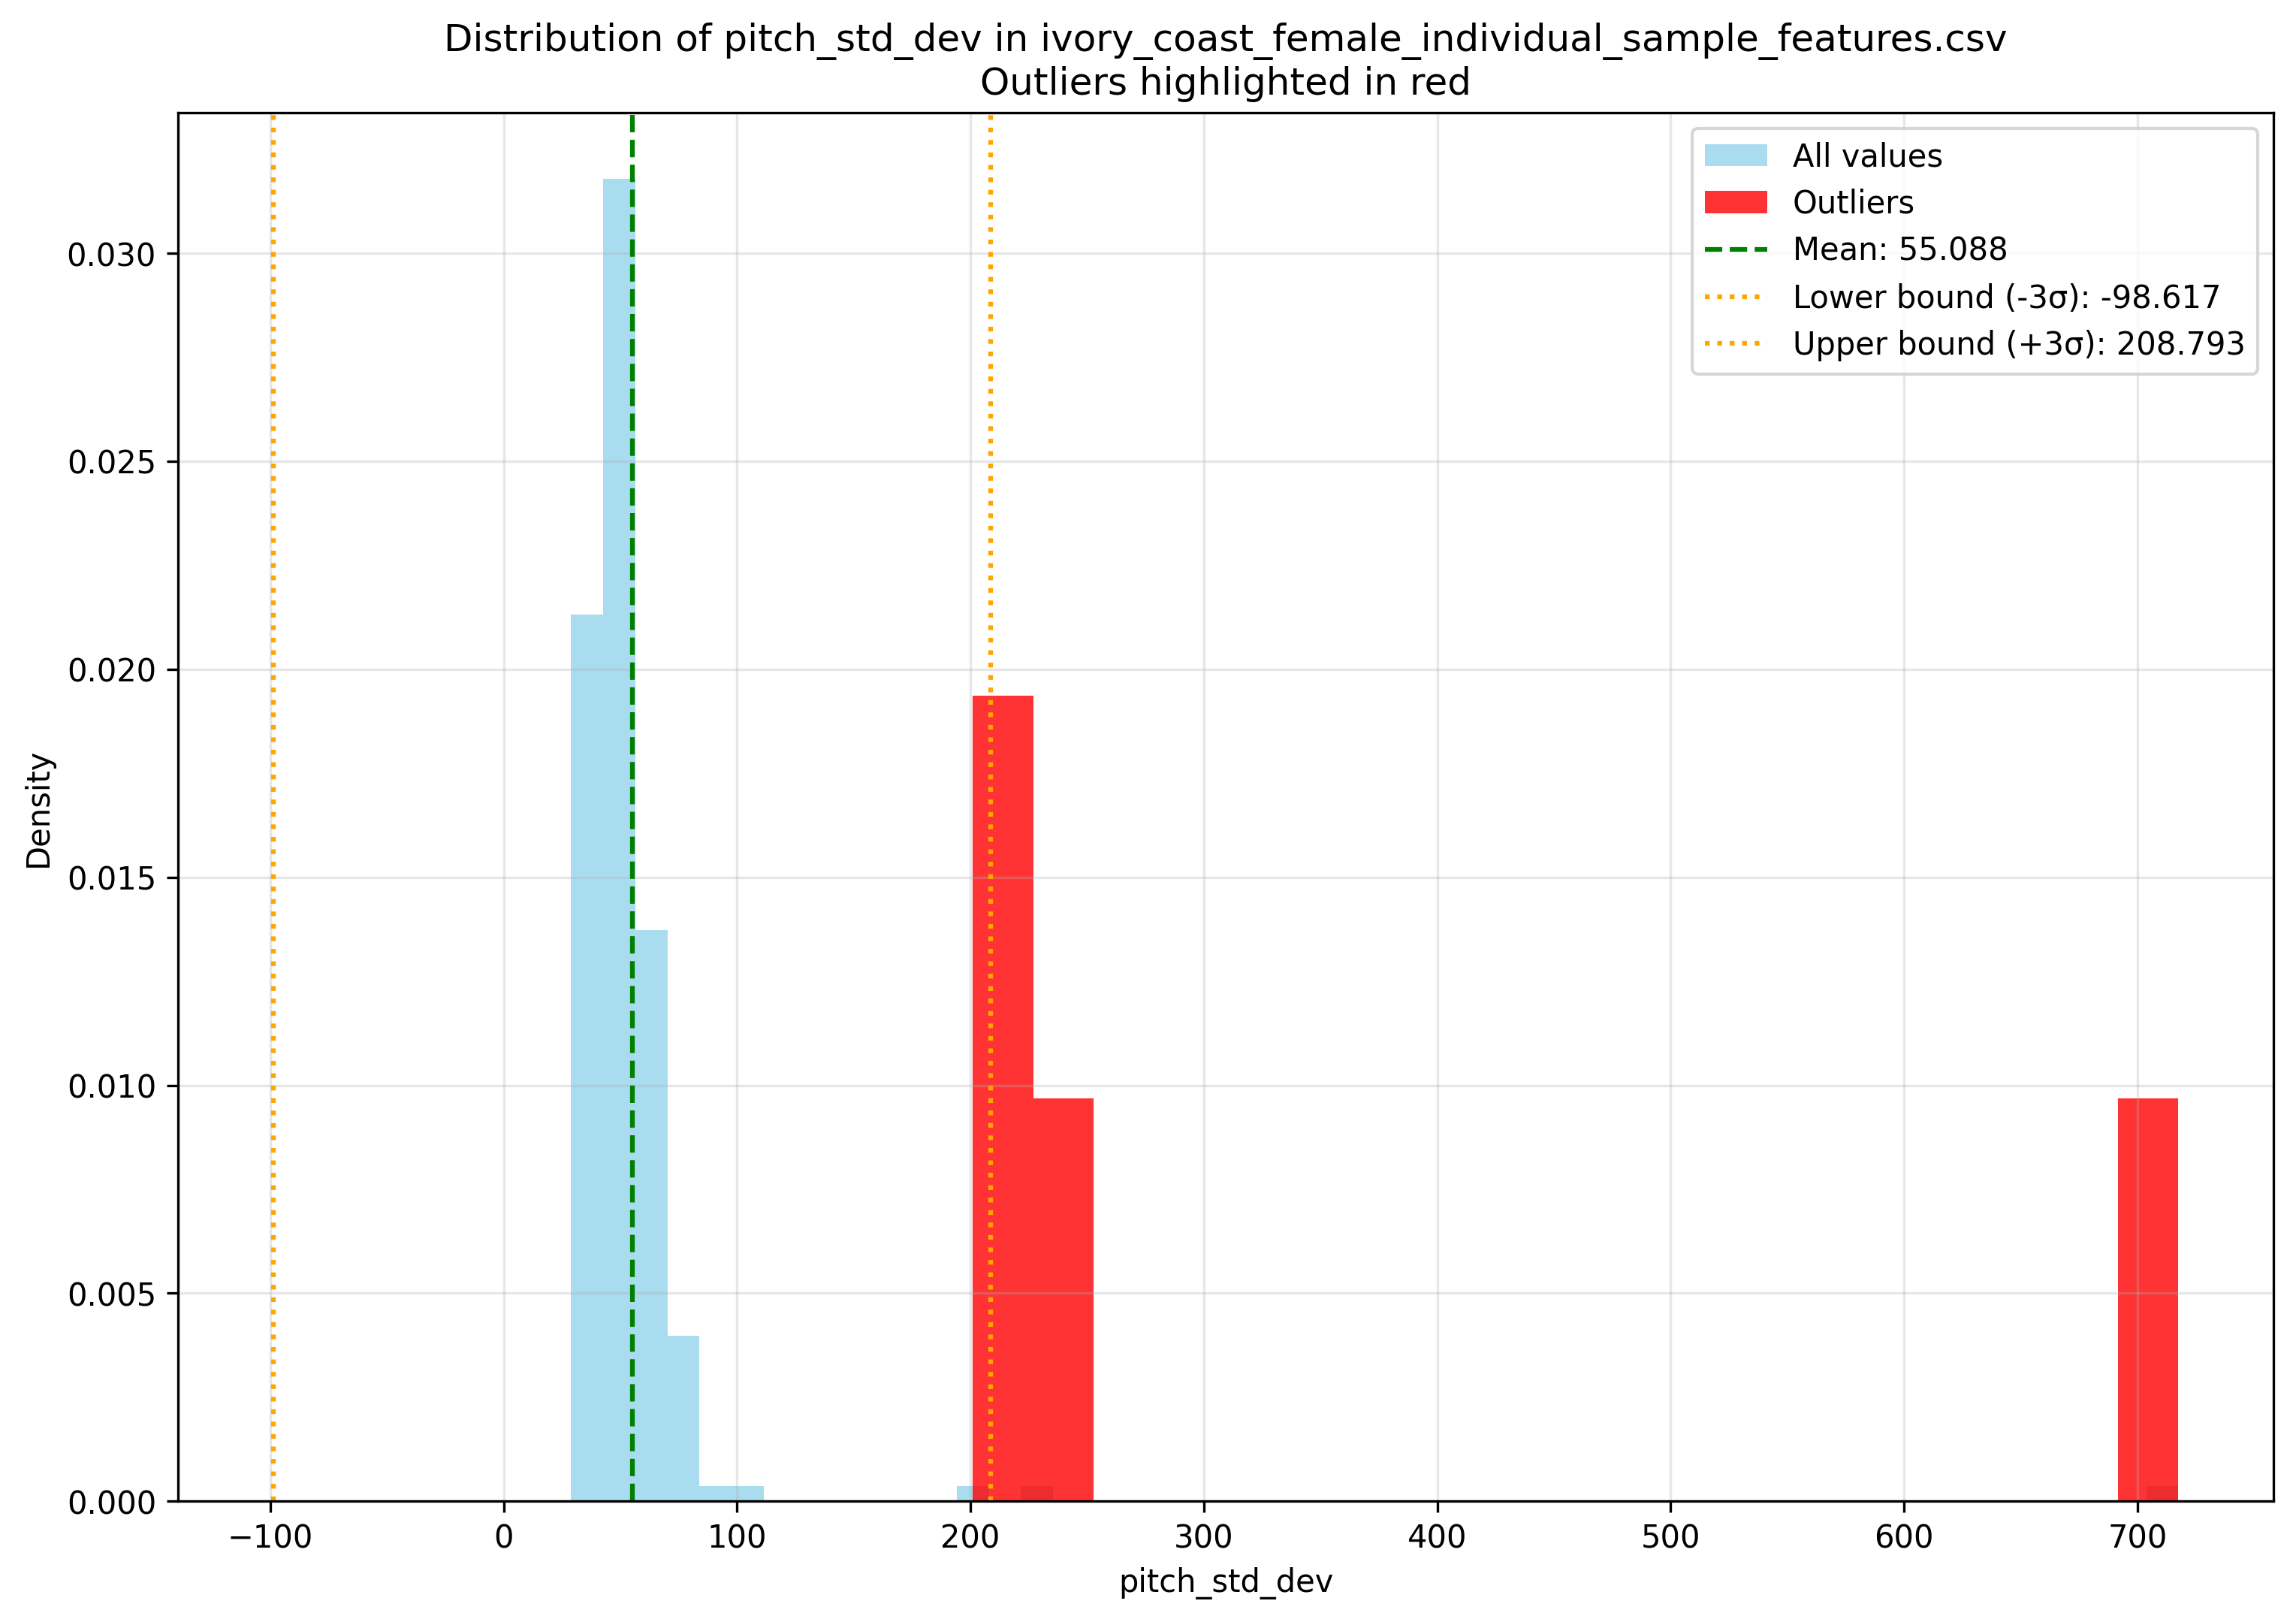 Distribution of pitch_std_dev in ivory_coast_female_individual_sample_features.csv
Outliers highlighted in red
All values
Outliers
Mean: 55.088
Lower bound (-3σ): -98.617
Upper bound (+3σ): 208.793
Density
0.030
0.025
0.020
0.015
0.010
0.005
0.000
−100 0 100 200 300 400 500 600 700
pitch_std_dev